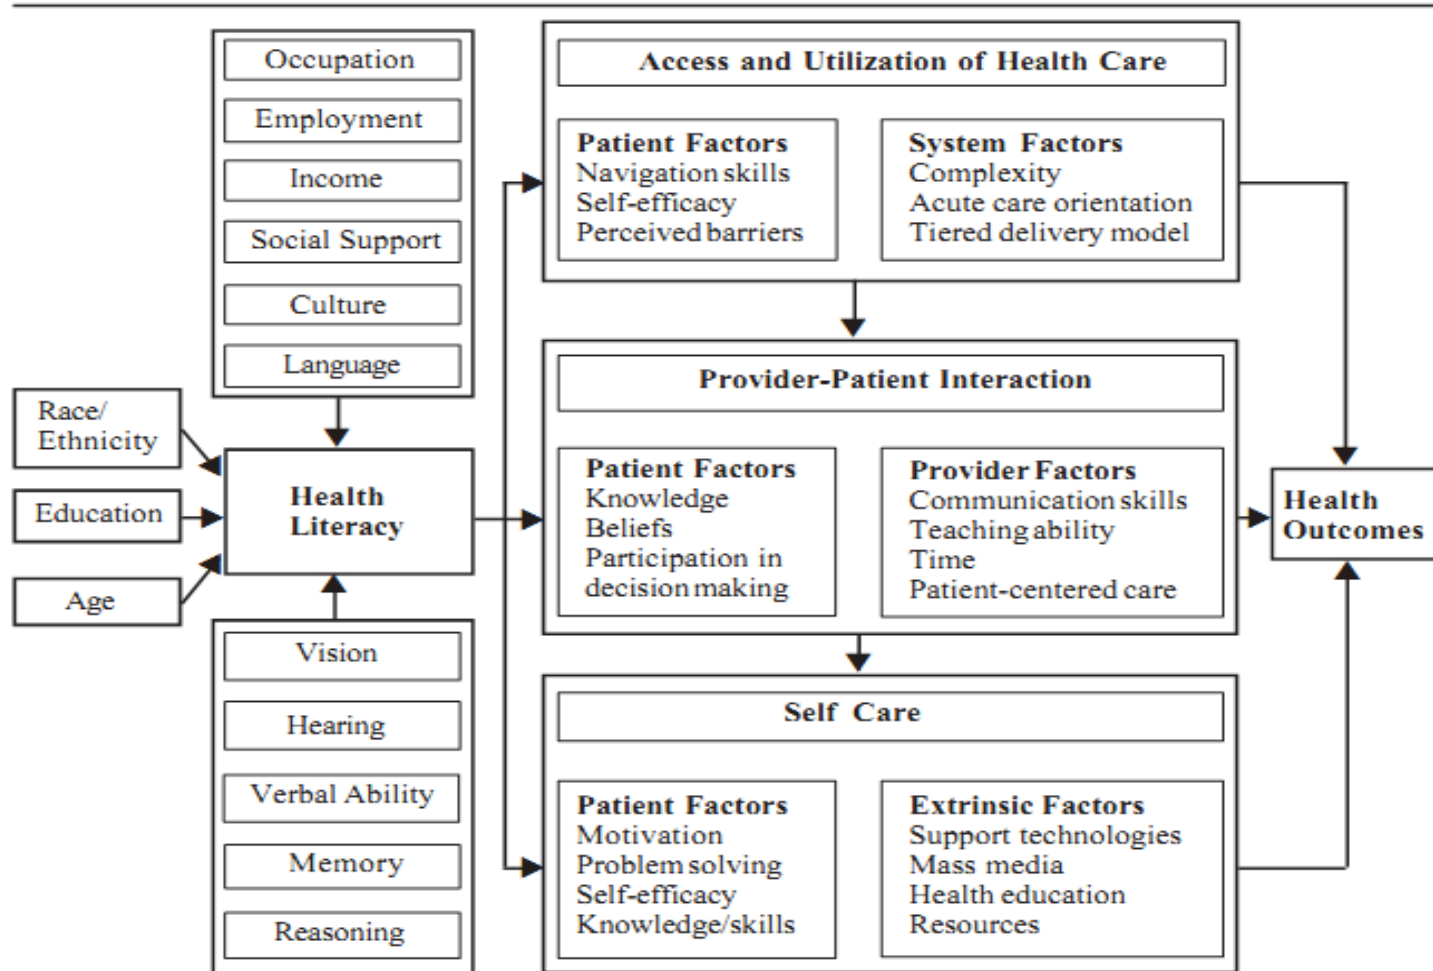 Occupation
Employment
Income
Social Support
Culture
Language
Race/
Ethnicity
Education
Age
Health
Literacy
Vision
Hearing
Verbal Ability
Memory
Reasoning
Access and Utilization of Health Care
Patient Factors
Navigation skills
Self-efficacy
Perceived barriers
System Factors
Complexity
Acute care orientation
Tiered delivery model
Provider-Patient Interaction
Patient Factors
Knowledge
Beliefs
Participation in
decision making
Provider Factors
Communication skills
Teaching ability
Time
Patient-centered care
Self Care
Patient Factors
Motivation
Problem solving
Self-efficacy
Knowledge/skills
Extrinsic Factors
Support technologies
Mass media
Health education
Resources
Health
Outcomes